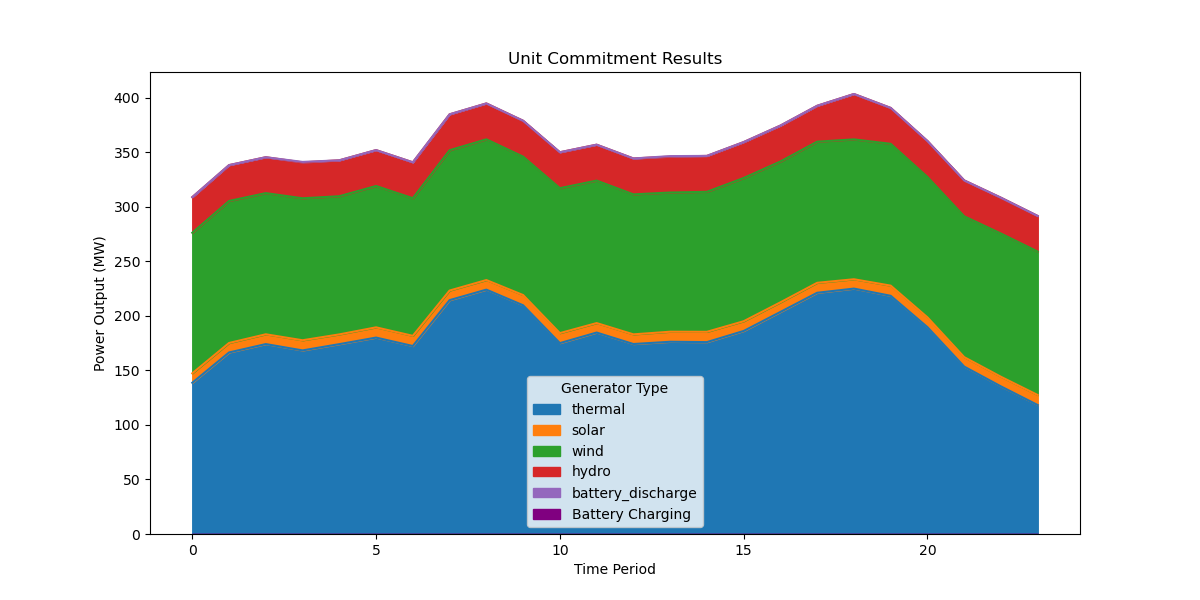 Unit Commitment Results
Power Output (MW)
400
350
300
250
200
150
100
50
0
Generator Type
thermal
solar
wind
hydro
battery_discharge
Battery Charging
0 5 10 15 20
Time Period